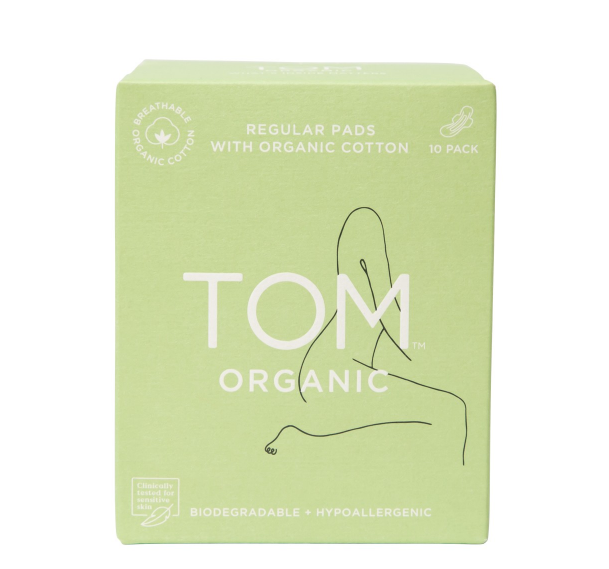 BREATHABLE
ORGANIC COTTON
REGULAR PADS
WITH ORGANIC COTTON
10 PACK
TOM™
ORGANIC
Clinically
tested for
sensitive
skin
BIODEGRADABLE + HYPOALLERGENIC